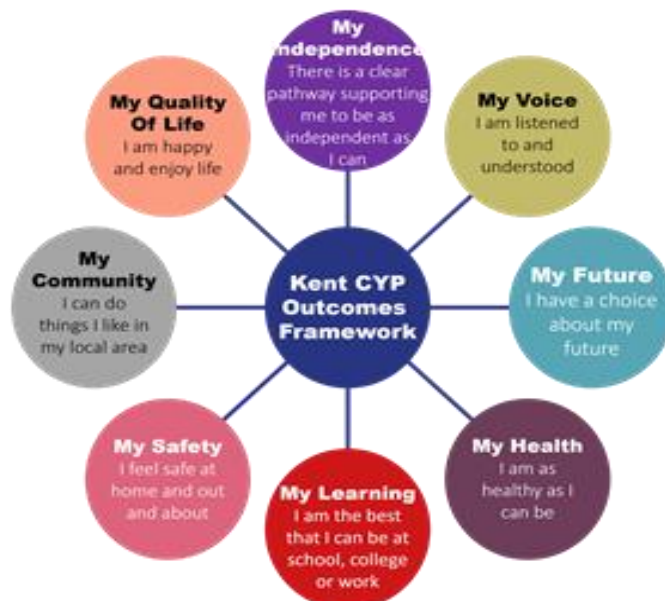 My
Independence
There is a clear
pathway supporting
me to be as
independent as
I can
My Voice
I am listened
to and
understood
My Future
I have a choice
about my
future
My Health
I am as
healthy as I
can be
My Learning
I am the best
that I can be at
school, college
or work
My Safety
I feel safe at
home and out
and about
My
Community
I can do
things I like in
my local area
My Quality
Of Life
I am happy
and enjoy life
Kent CYP
Outcomes
Framework